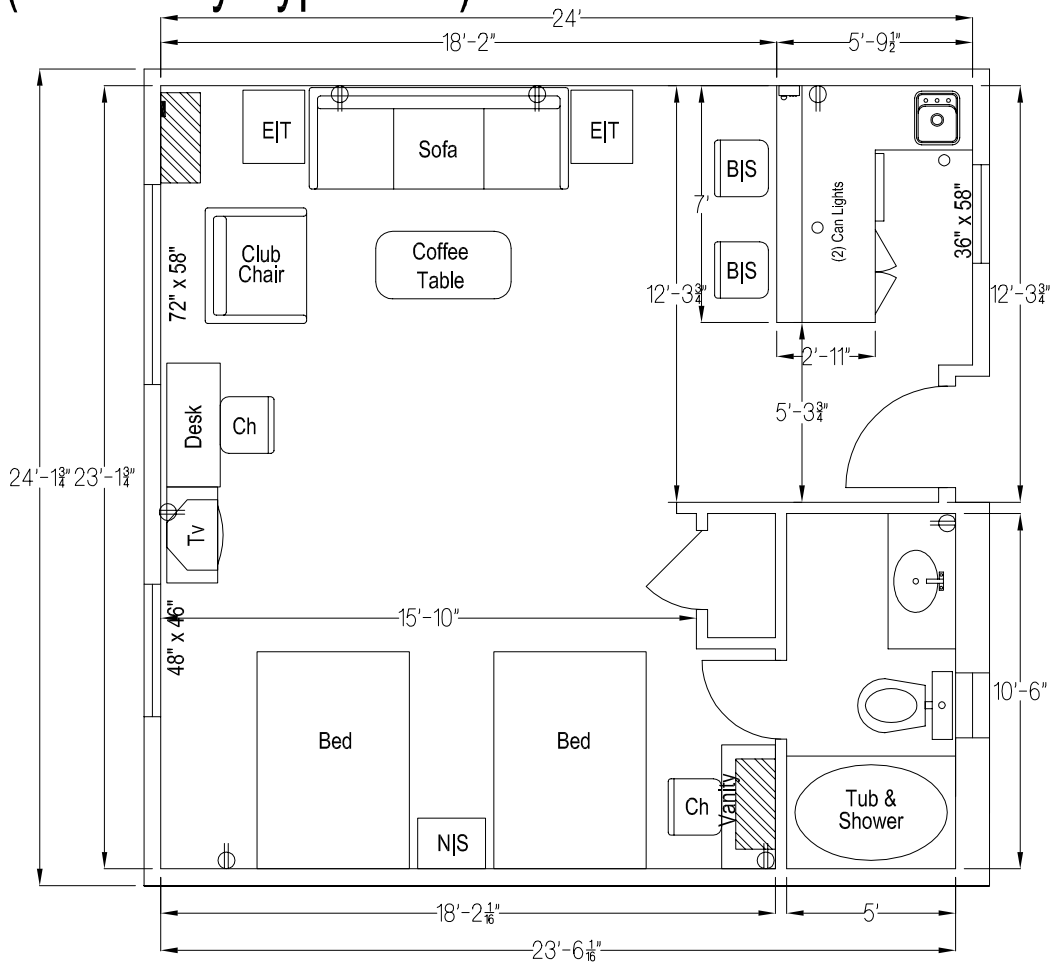 24'
18'-2"
5'-9½"
E|T
Sofa
E|T
B|S
7'
(2) Can Lights
36" x 58"
Club
Chair
Coffee
Table
B|S
72" x 58"
12'-3¾"
12'-3¾"
2'-11"
5'-3¾"
Desk
Ch
24'-1¾"
23'-1¾"
Tv
15'-10"
48" x 46"
10'-6"
Bed
Bed
Ch
Vanity
Tub &
Shower
N|S
18'-2 1/16"
5'
23'-6 1/16"